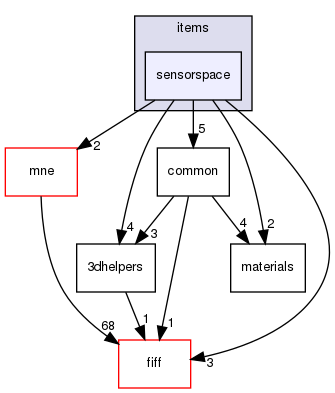 items
sensorspace
5
2
mne
common
4
3
4
2
3dhelpers
materials
68
1
1
fiff
3